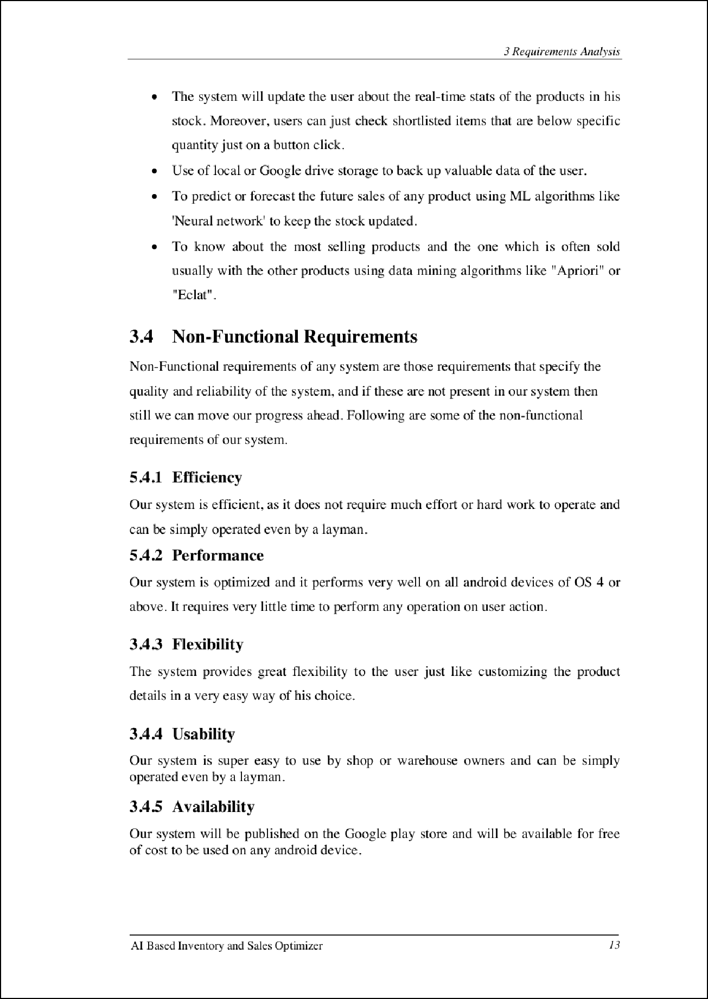 3 Requirements Analysis
• The system will update the user about the real-time stats of the products in his
stock. Moreover, users can just check shortlisted items that are below specific
quantity just on a button click.
• Use of local or Google drive storage to back up valuable data of the user.
• To predict or forecast the future sales of any product using ML algorithms like
'Neural network' to keep the stock updated.
• To know about the most selling products and the one which is often sold
usually with the other products using data mining algorithms like "Apriori" or
"Eclat".
3.4 Non-Functional Requirements
Non-Functional requirements of any system are those requirements that specify the
quality and reliability of the system, and if these are not present in our system then
still we can move our progress ahead. Following are some of the non-functional
requirements of our system.
5.4.1 Efficiency
Our system is efficient, as it does not require much effort or hard work to operate and
can be simply operated even by a layman.
5.4.2 Performance
Our system is optimized and it performs very well on all android devices of OS 4 or
above. It requires very little time to perform any operation on user action.
3.4.3 Flexibility
The system provides great flexibility to the user just like customizing the product
details in a very easy way of his choice.
3.4.4 Usability
Our system is super easy to use by shop or warehouse owners and can be simply
operated even by a layman.
3.4.5 Availability
Our system will be published on the Google play store and will be available for free
of cost to be used on any android device.
AI Based Inventory and Sales Optimizer 13